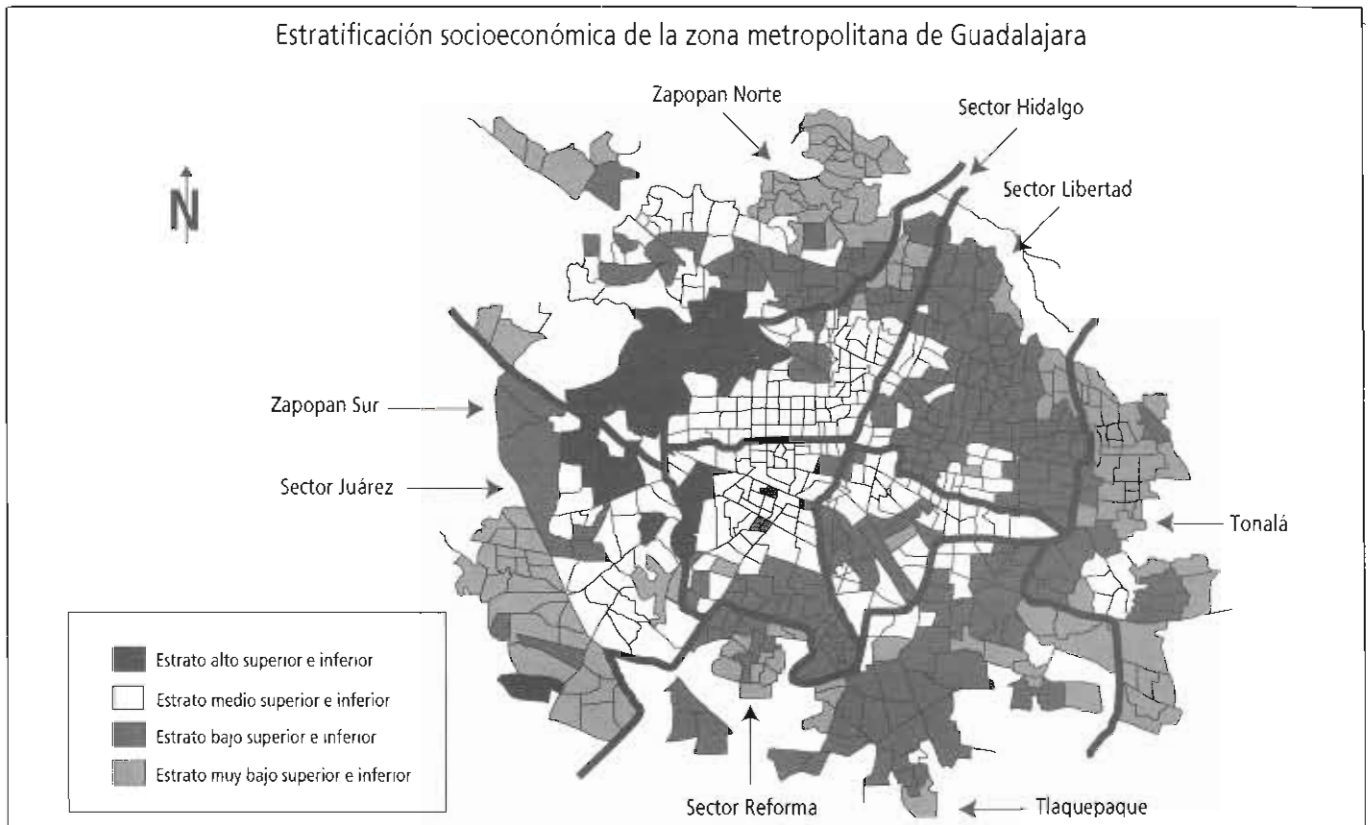 Estratificación socioeconómica de la zona metropolitana de Guadalajara
Zapopan Norte
Sector Hidalgo
Sector Libertad
N
Zapopan Sur
Sector Juárez
Tonalá
Estrato alto superior e inferior
Estrato medio superior e inferior
Estrato bajo superior e inferior
Estrato muy bajo superior e inferior
Sector Reforma
Tlaquepaque